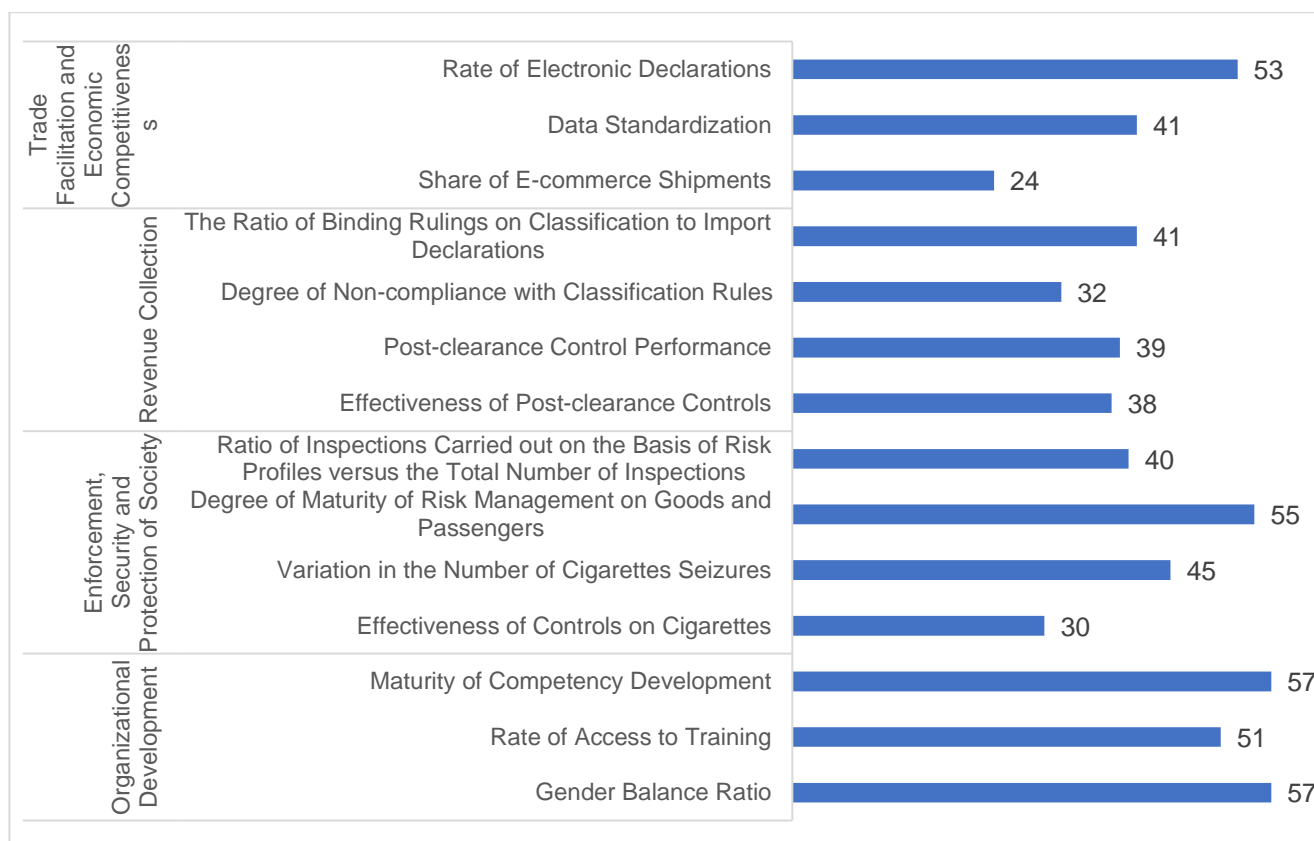 Trade
Facilitation and
Economic
Competitivenes
s
Rate of Electronic Declarations
53
Data Standardization
41
Share of E-commerce Shipments
24
Revenue Collection
The Ratio of Binding Rulings on Classification to Import
Declarations
41
Degree of Non-compliance with Classification Rules
32
Post-clearance Control Performance
39
Effectiveness of Post-clearance Controls
38
Enforcement,
Security and
Protection of Society
Ratio of Inspections Carried out on the Basis of Risk
Profiles versus the Total Number of Inspections
40
Degree of Maturity of Risk Management on Goods and
Passengers
55
Variation in the Number of Cigarettes Seizures
45
Effectiveness of Controls on Cigarettes
30
Organizational
Development
Maturity of Competency Development
57
Rate of Access to Training
51
Gender Balance Ratio
57